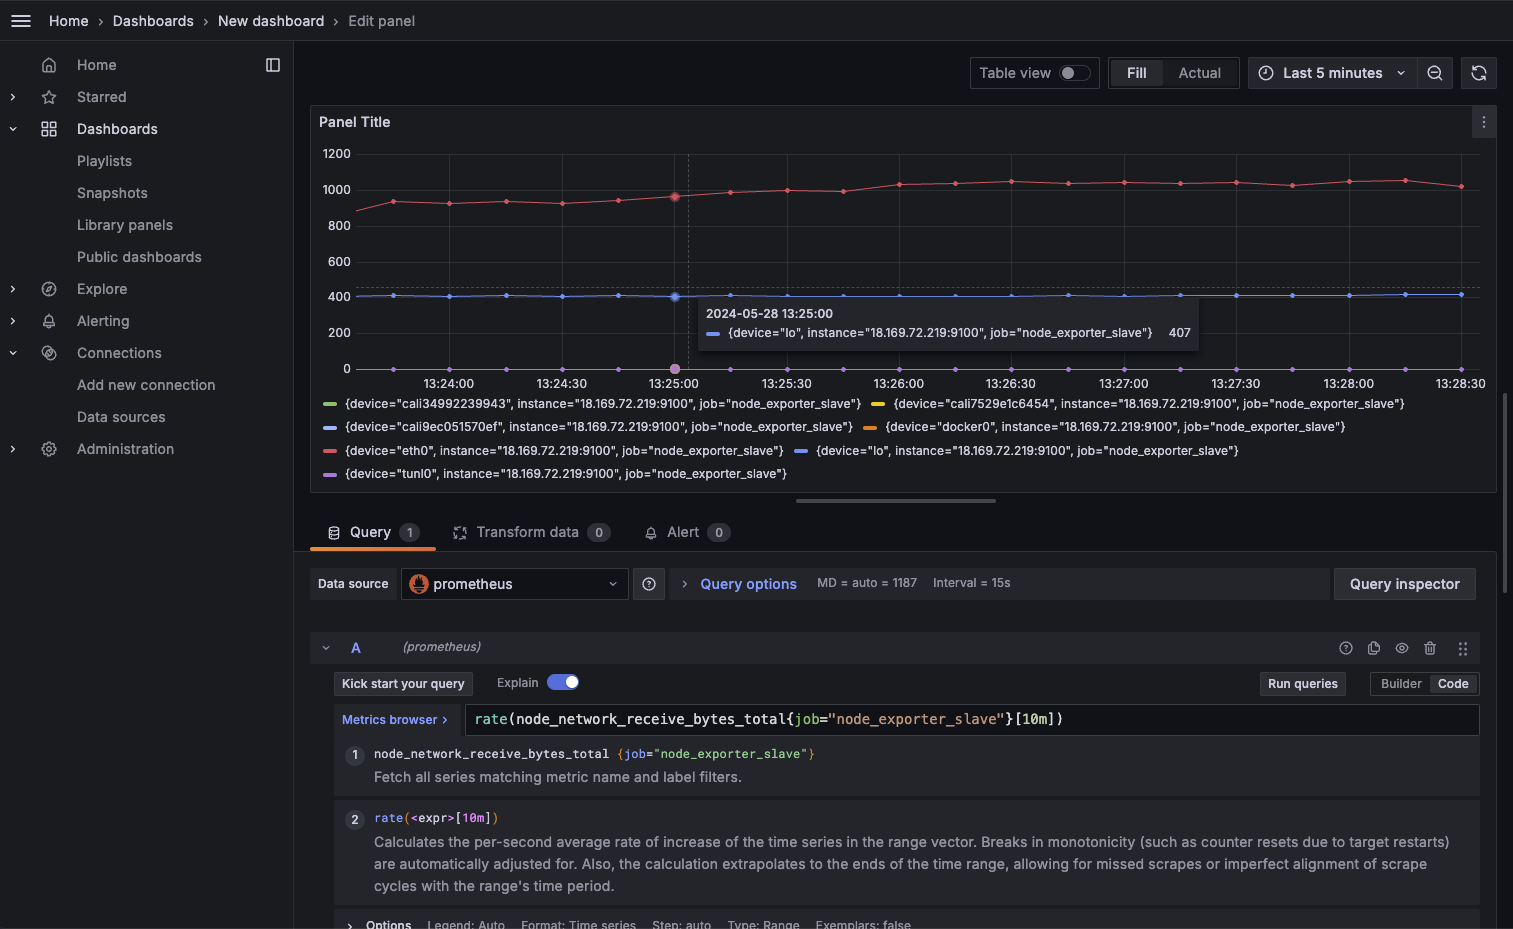 Home › Dashboards › New dashboard › Edit panel
Home
Starred
Dashboards
Playlists
Snapshots
Library panels
Public dashboards
Explore
Alerting
Connections
Add new connection
Data sources
Administration
Table view
Fill
Actual
Last 5 minutes
Panel Title
1200
1000
800
600
400
200
0
13:24:00 13:24:30 13:25:00 13:25:30 13:26:00 13:26:30 13:27:00 13:27:30 13:28:00 13:28:30
2024-05-28 13:25:00
{device="lo", instance="18.169.72.219:9100", job="node_exporter_slave"} 407
{device="cali34992239943", instance="18.169.72.219:9100", job="node_exporter_slave"} {device="cali7529e1c6454", instance="18.169.72.219:9100", job="node_exporter_slave"}
{device="cali9ec051570ef", instance="18.169.72.219:9100", job="node_exporter_slave"} {device="docker0", instance="18.169.72.219:9100", job="node_exporter_slave"}
{device="eth0", instance="18.169.72.219:9100", job="node_exporter_slave"} {device="lo", instance="18.169.72.219:9100", job="node_exporter_slave"}
{device="tunl0", instance="18.169.72.219:9100", job="node_exporter_slave"}
Query 1
Transform data 0
Alert 0
Data source
prometheus
Query options
MD = auto = 1187
Interval = 15s
Query inspector
A
(prometheus)
Kick start your query
Explain
Run queries
Builder
Code
Metrics browser ›
rate(node_network_receive_bytes_total{job="node_exporter_slave"}[10m])
1 node_network_receive_bytes_total {job="node_exporter_slave"}
Fetch all series matching metric name and label filters.
2 rate(<expr>[10m])
Calculates the per-second average rate of increase of the time series in the range vector. Breaks in monotonicity (such as counter resets due to target restarts)
are automatically adjusted for. Also, the calculation extrapolates to the ends of the time range, allowing for missed scrapes or imperfect alignment of scrape
cycles with the range's time period.
Options Legend: Auto Format: Time series Step: auto Type: Range Exemplars: false